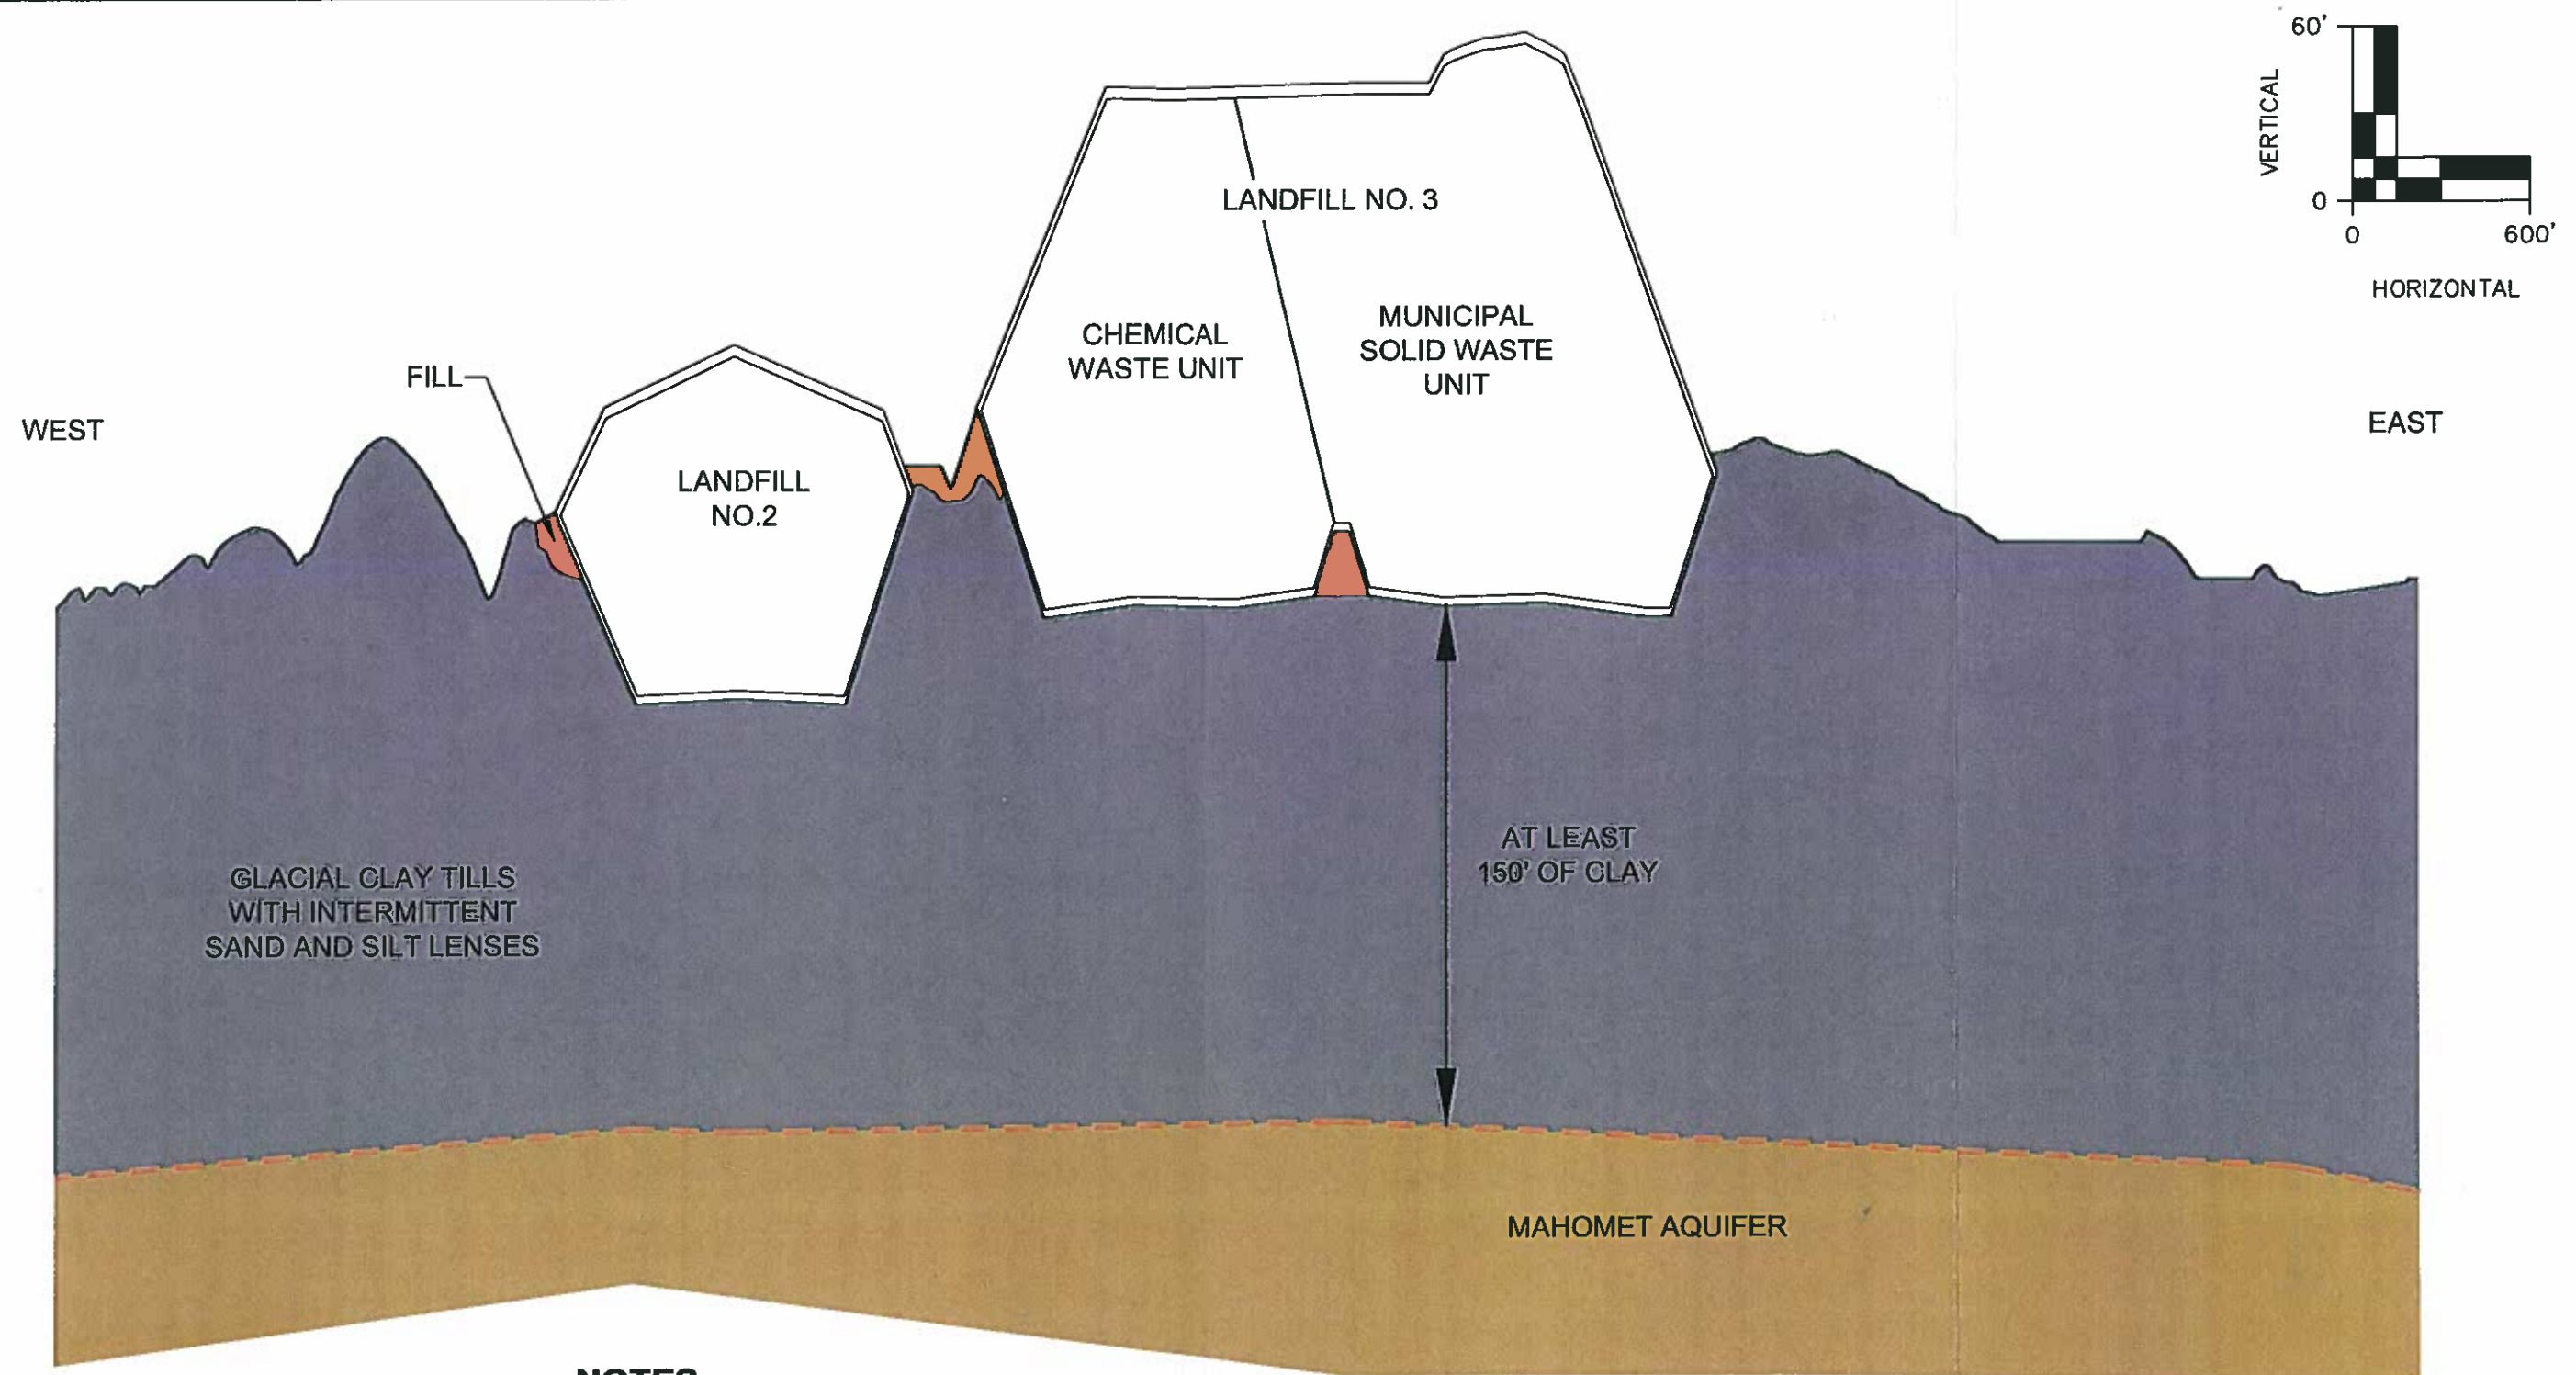 60'
VERTICAL
0
0
600'
HORIZONTAL
LANDFILL NO. 3
CHEMICAL
WASTE UNIT
MUNICIPAL
SOLID WASTE
UNIT
FILL
WEST
EAST
LANDFILL
NO.2
AT LEAST
150' OF CLAY
GLACIAL CLAY TILLS
WITH INTERMITTENT
SAND AND SILT LENSES
MAHOMET AQUIFER
NOTES